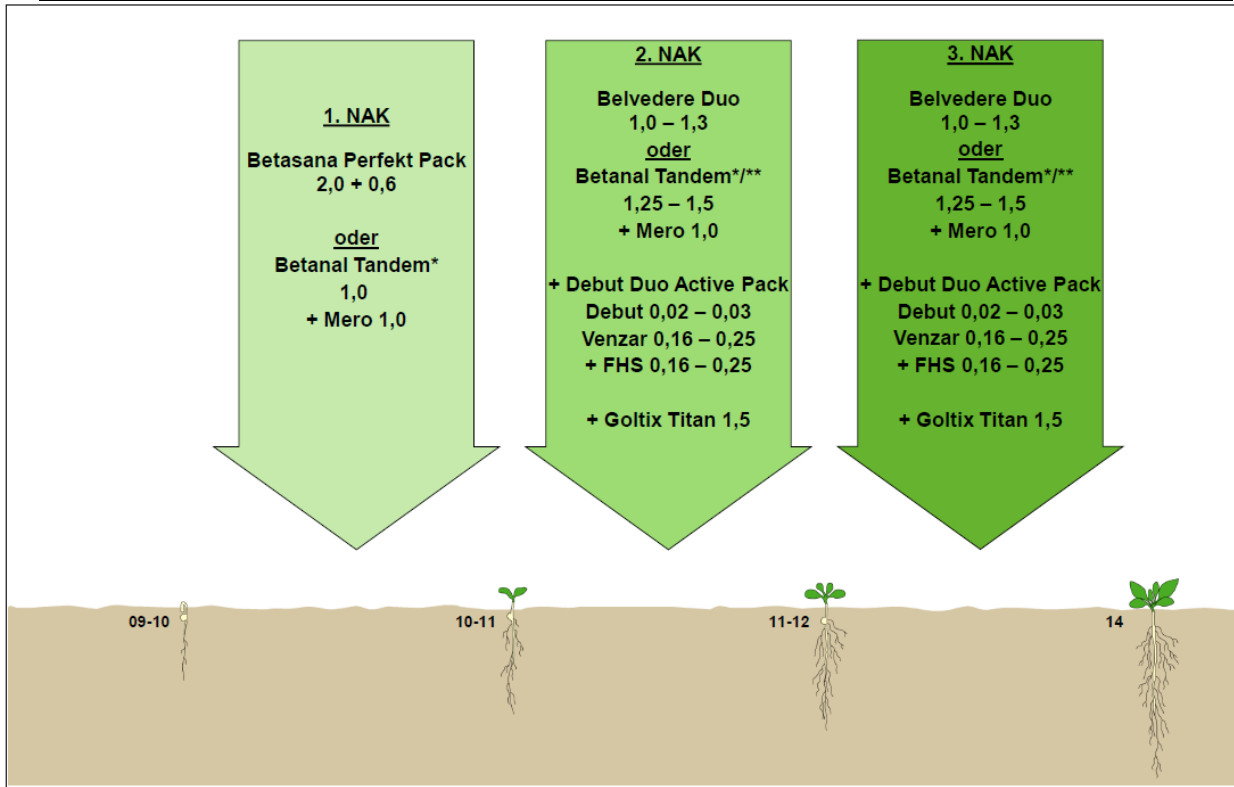 1. NAK
Betasana Perfekt Pack
2,0 + 0,6
oder
Betanal Tandem*
1,0
+ Mero 1,0
2. NAK
Belvedere Duo
1,0 – 1,3
oder
Betanal Tandem*/**
1,25 – 1,5
+ Mero 1,0
+ Debut Duo Active Pack
Debut 0,02 – 0,03
Venzar 0,16 – 0,25
+ FHS 0,16 – 0,25
+ Goltix Titan 1,5
3. NAK
Belvedere Duo
1,0 – 1,3
oder
Betanal Tandem*/**
1,25 – 1,5
+ Mero 1,0
+ Debut Duo Active Pack
Debut 0,02 – 0,03
Venzar 0,16 – 0,25
+ FHS 0,16 – 0,25
+ Goltix Titan 1,5
09-10
10-11
11-12
14